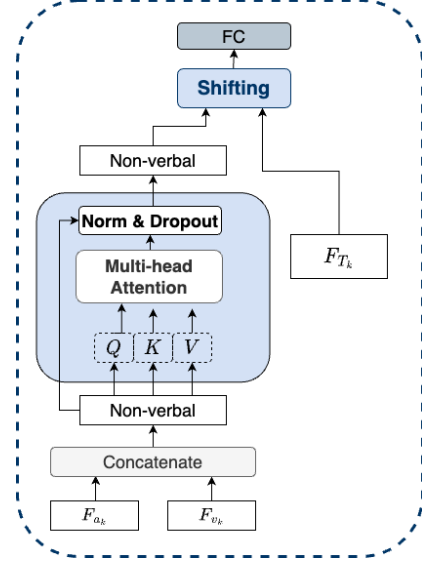 FC
Shifting
Non-verbal
Norm & Dropout
Multi-head
Attention
F_{T_k}
Q K V
Non-verbal
Concatenate
F_{a_k} F_{v_k}